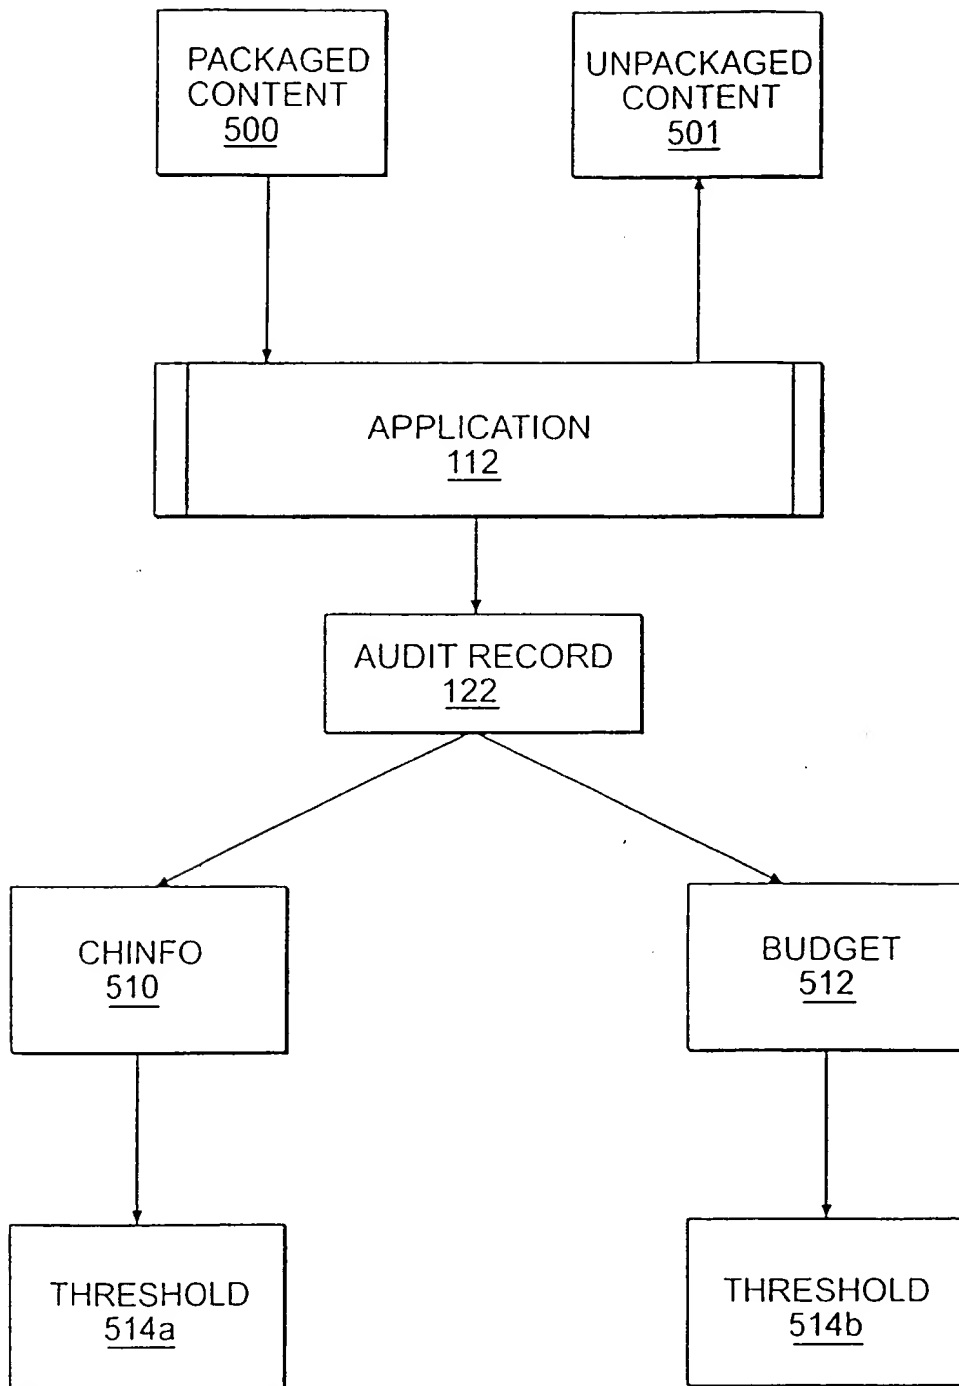 PACKAGED
CONTENT
500
UNPACKAGED
CONTENT
501
APPLICATION
112
AUDIT RECORD
122
CHINFO
510
BUDGET
512
THRESHOLD
514a
THRESHOLD
514b